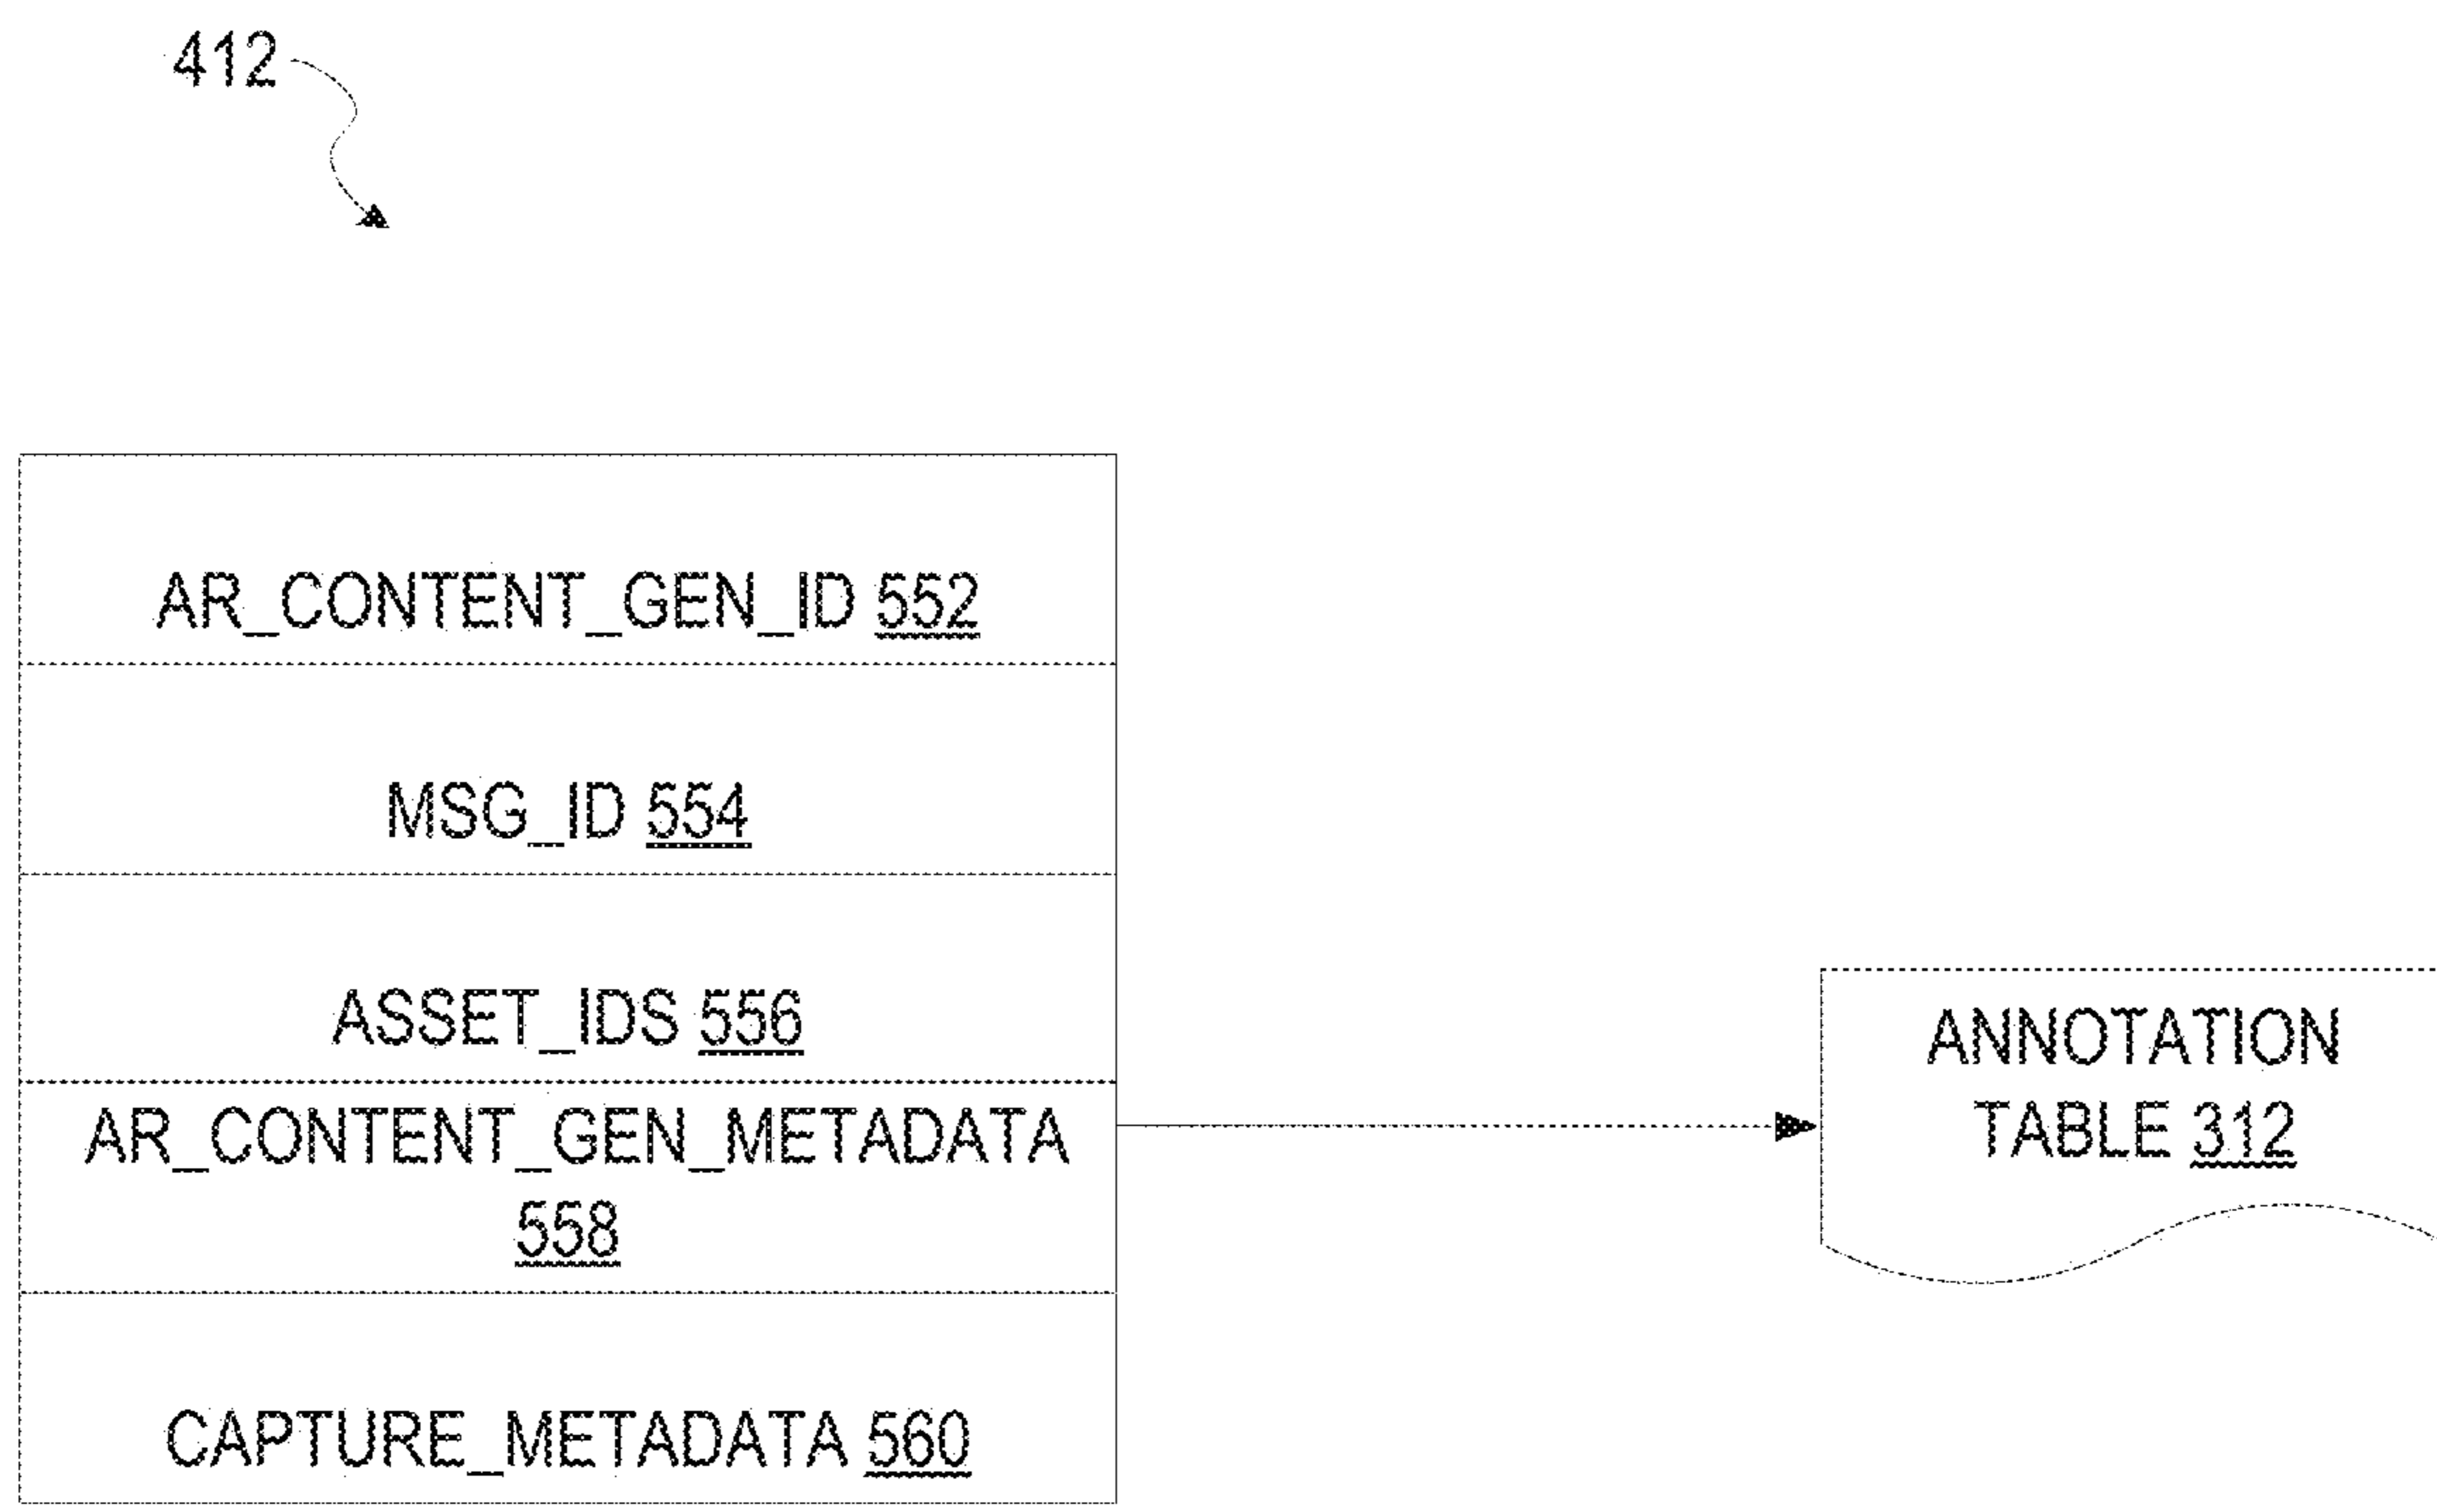 412
AR_CONTENT_GEN_ID 552
MSG_ID 554
ASSET_IDS 556
AR_CONTENT_GEN_METADATA
558
CAPTURE_METADATA 560
ANNOTATION
TABLE 312